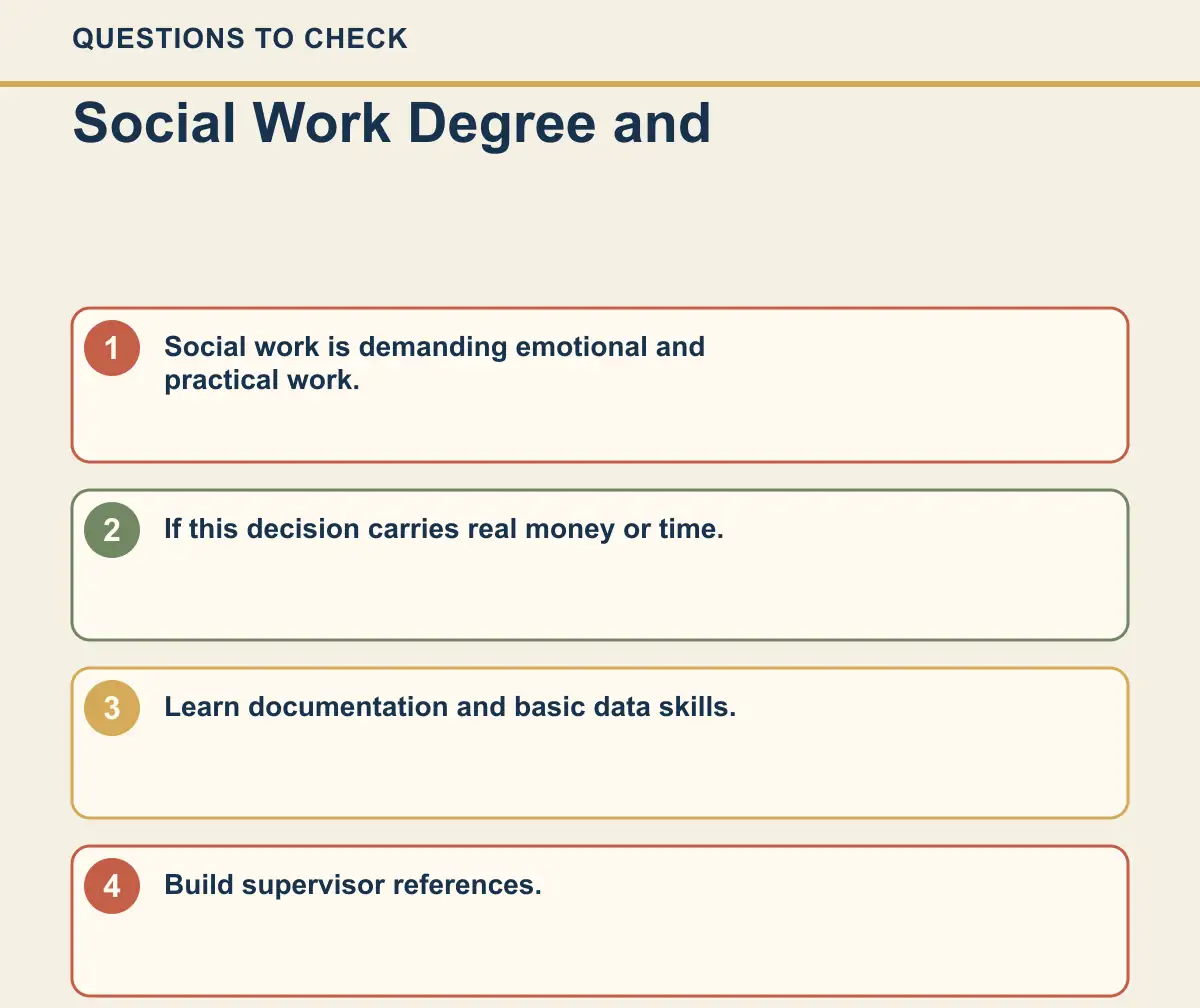 QUESTIONS TO CHECK
Social Work Degree and
1
Social work is demanding emotional and
practical work.
2
If this decision carries real money or time.
3
Learn documentation and basic data skills.
4
Build supervisor references.